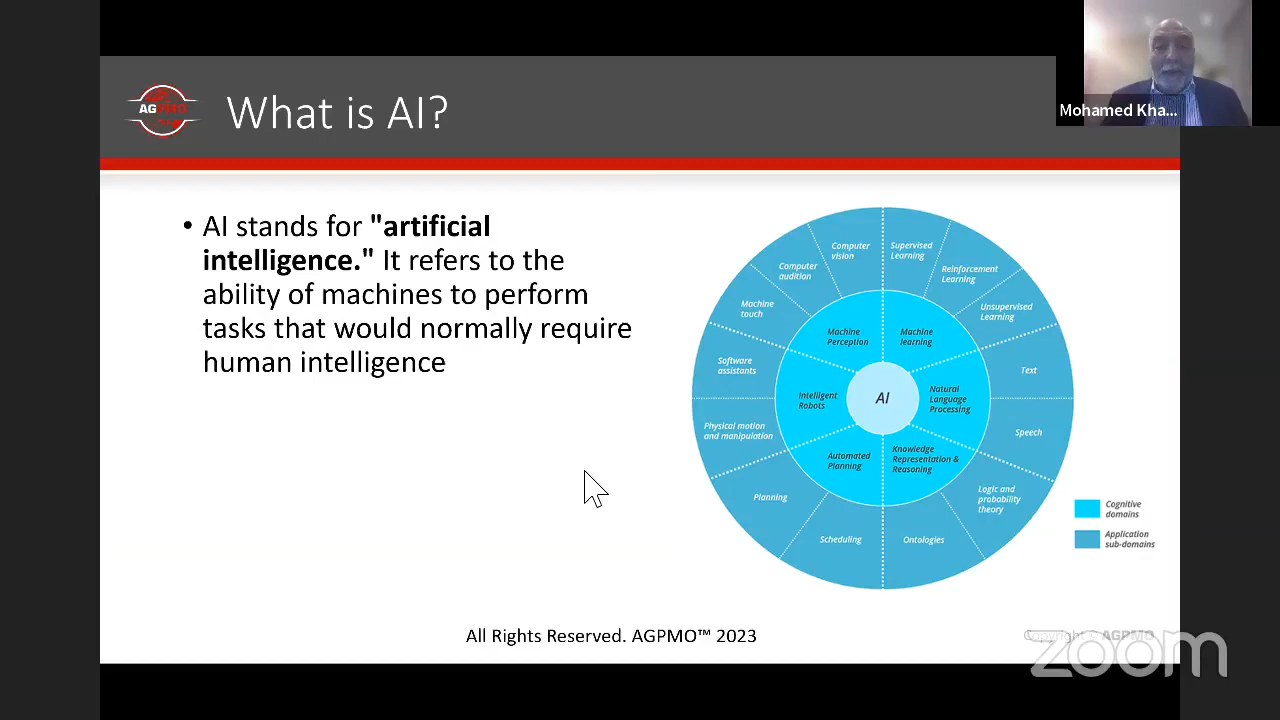 Mohamed Kha...
AGPMO
What is AI?
• AI stands for "artificial
intelligence." It refers to the
ability of machines to perform
tasks that would normally require
human intelligence
Computer
vision
Supervised
Learning
Computer
audition
Reinforcement
Learning
Machine
touch
Unsupervised
Learning
Machine
Perception
Machine
learning
Software
assistants
Text
Intelligent
Robots
AI
Natural
Language
Processing
Physical motion
and manipulation
Speech
Automated
Planning
Knowledge
Representation &
Reasoning
Planning
Logic and
probability
theory
Scheduling
Ontologies
Cognitive
domains
Application
sub-domains
All Rights Reserved. AGPMO™ 2023
Copyright © AGPMO
zoom